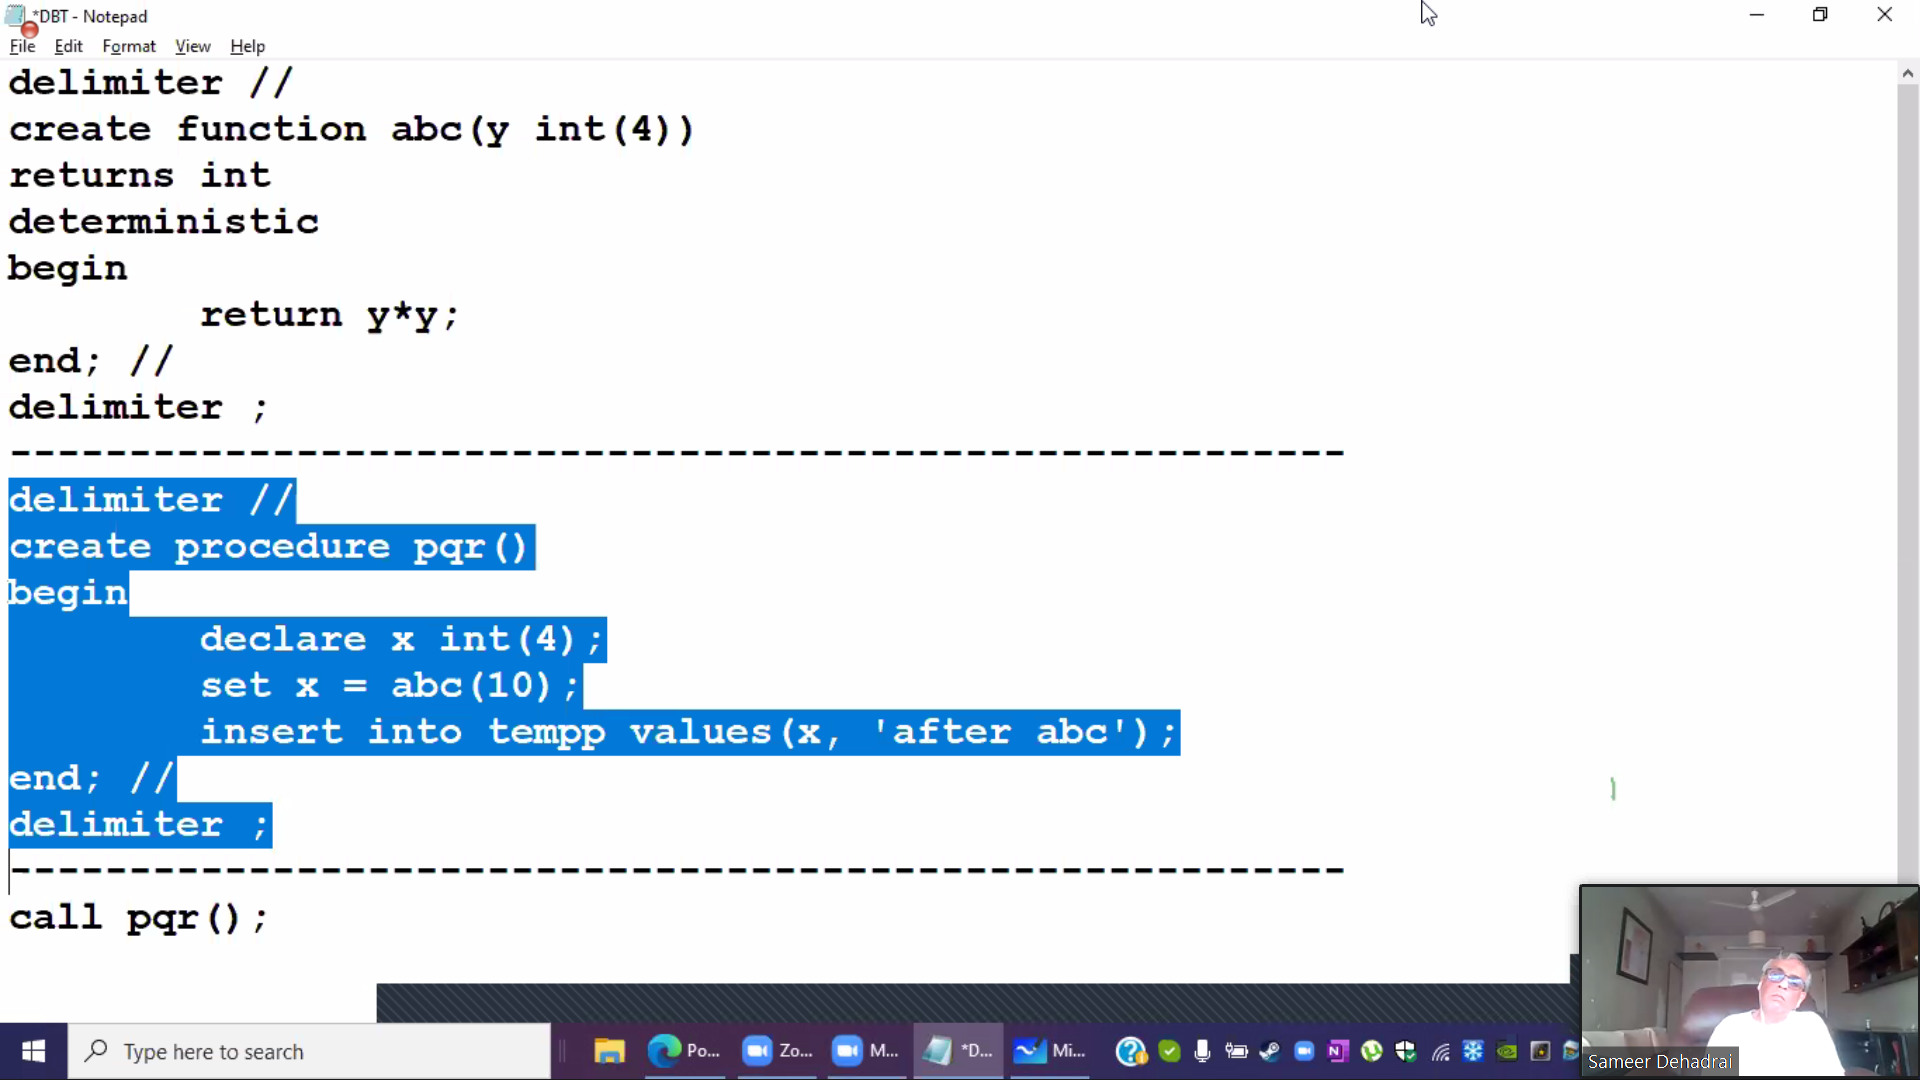 *DBT - Notepad
File Edit Format View Help
delimiter //
create function abc(y int(4))
returns int
deterministic
begin
return y*y;
end; //
delimiter ;
--------------------------------------------------------
delimiter //
create procedure pqr()
begin
declare x int(4);
set x = abc(10);
insert into tempp values(x, 'after abc');
end; //
delimiter ;
--------------------------------------------------------
call pqr();
Type here to search
Po...
Zo...
M...
*D...
Mi...
Sameer Dehadrai